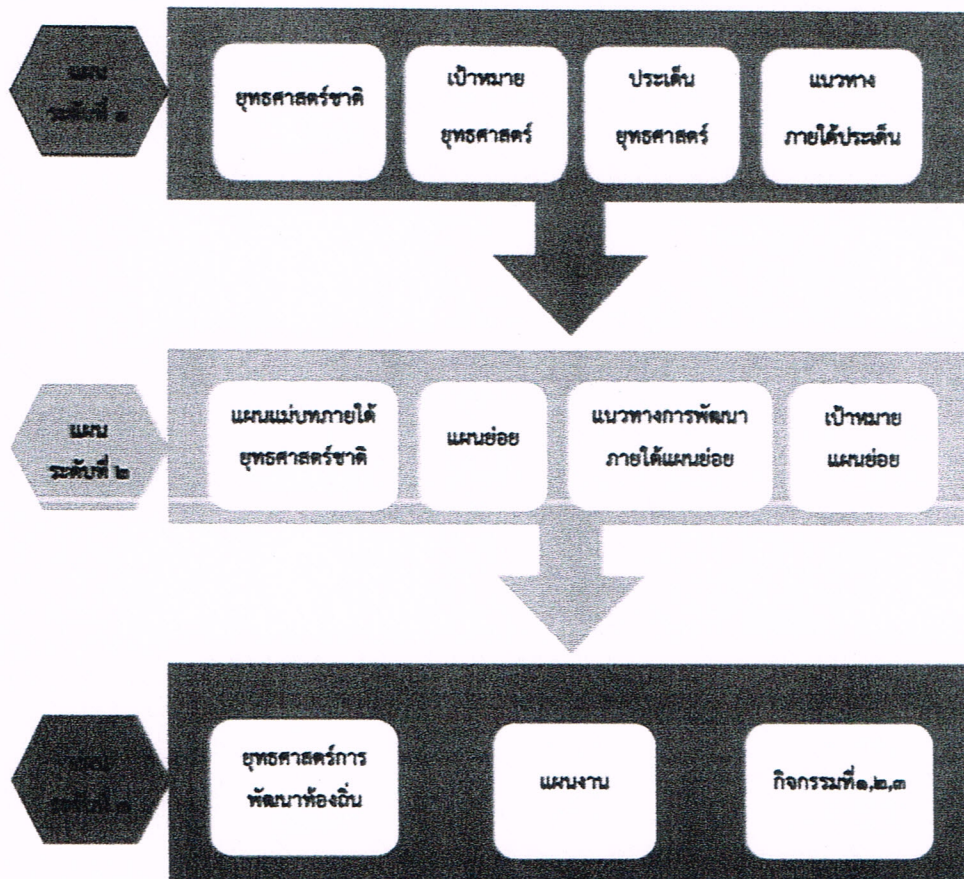 แผน
ระดับที่ ๑
ยุทธศาสตร์ชาติ
เป้าหมาย
ยุทธศาสตร์
ประเด็น
ยุทธศาสตร์
แนวทาง
ภายใต้ประเด็น
แผน
ระดับที่ ๒
แผนแม่บทภายใต้
ยุทธศาสตร์ชาติ
แผนย่อย
แนวทางการพัฒนา
ภายใต้แผนย่อย
เป้าหมาย
แผนย่อย
ยุทธศาสตร์การ
พัฒนาท้องถิ่น
แผนงาน
กิจกรรมที่๑,๒,๓